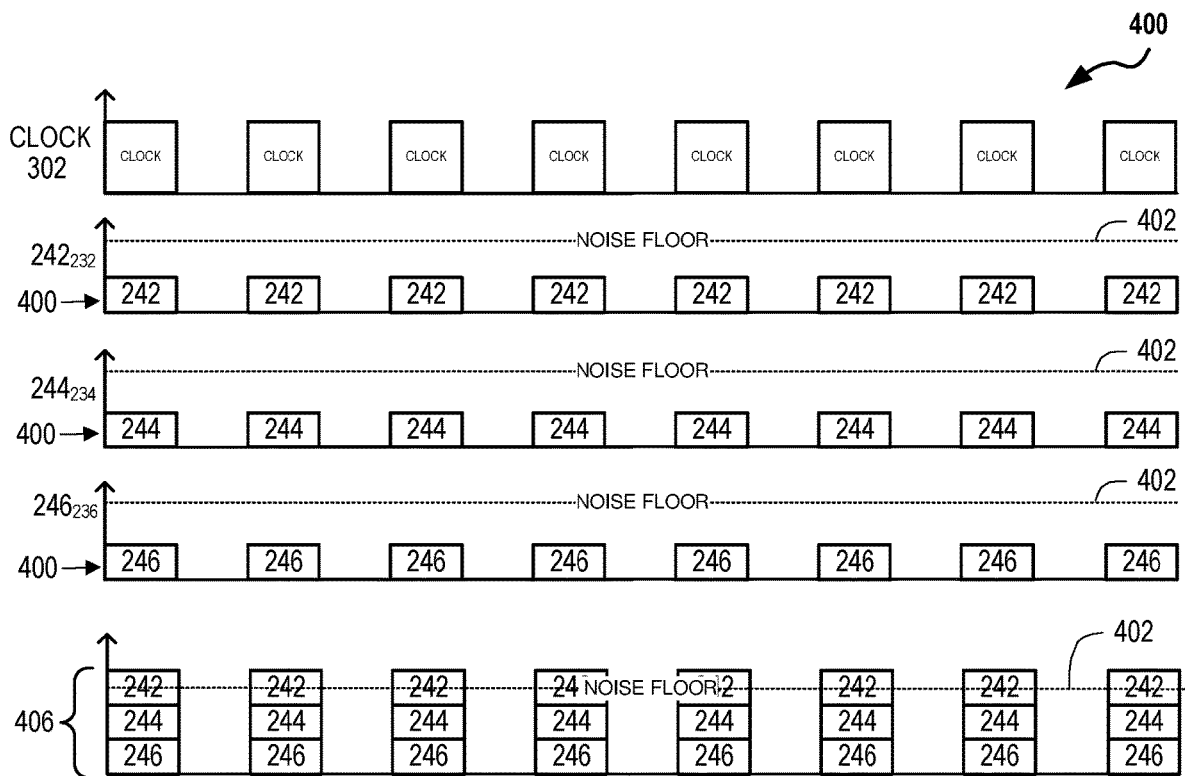 400
CLOCK
302
CLOCK CLOCK CLOCK CLOCK CLOCK CLOCK CLOCK CLOCK
402
NOISE FLOOR
242232
400
242 242 242 242 242 242 242 242
402
NOISE FLOOR
244234
400
244 244 244 244 244 244 244 244
402
NOISE FLOOR
246236
400
246 246 246 246 246 246 246 246
402
242 242 242 24 NOISE FLOOR 2 242 242 242
406
244 244 244 244 244 244 244 244
246 246 246 246 246 246 246 246